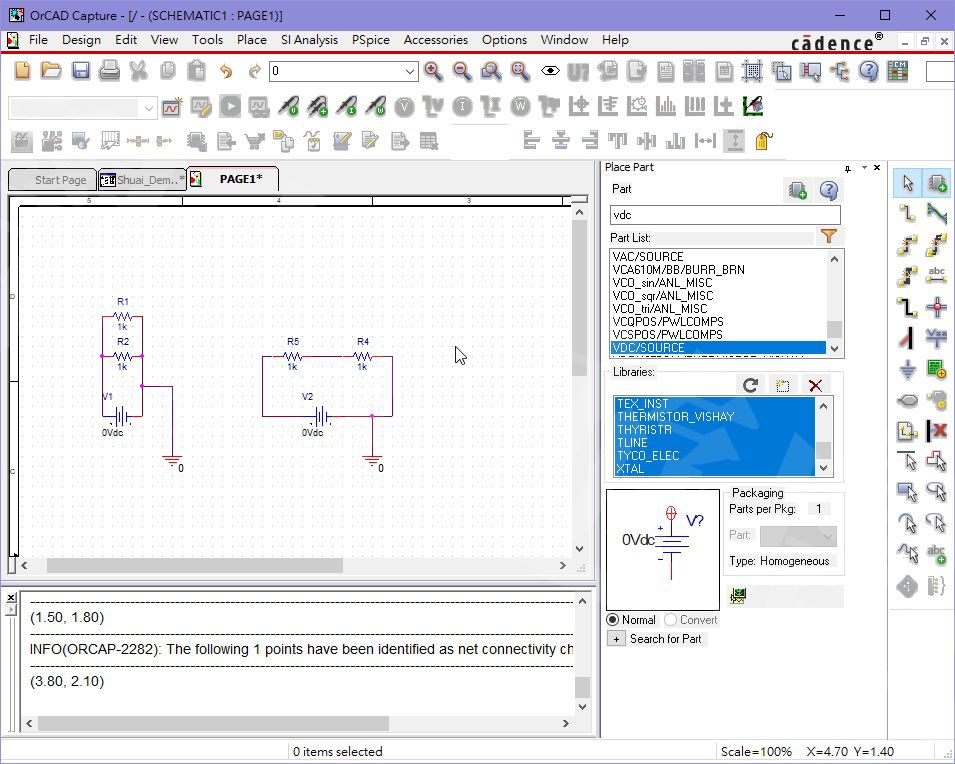 OrCAD Capture - [/ - (SCHEMATIC1 : PAGE1)]
File Design Edit View Tools Place SI Analysis PSpice Accessories Options Window Help
cādence®
0
Start Page
Shuai_Dem..*
PAGE1*
5 4 3
D
C
R1
1k
R2
1k
V1
0Vdc
0
R5
1k
R4
1k
V2
0Vdc
0
Place Part
Part
vdc
Part List:
VAC/SOURCE
VCA610M/BB/BURR_BRN
VCO_sin/ANL_MISC
VCO_sqr/ANL_MISC
VCO_tri/ANL_MISC
VCOPOS/PWLCOMPS
VCSPOS/PWLCOMPS
VDC/SOURCE
Libraries:
TEX_INST
THERMISTOR_VISHAY
THYRISTR
TLINE
TYCO_ELEC
XTAL
V?
0Vdc
Packaging
Parts per Pkg: 1
Part:
Type: Homogeneous
Normal Convert
+ Search for Part
abc
abc
(1.50, 1.80)
INFO(ORCAP-2282): The following 1 points have been identified as net connectivity ch
(3.80, 2.10)
0 items selected
Scale=100% X=4.70 Y=1.40